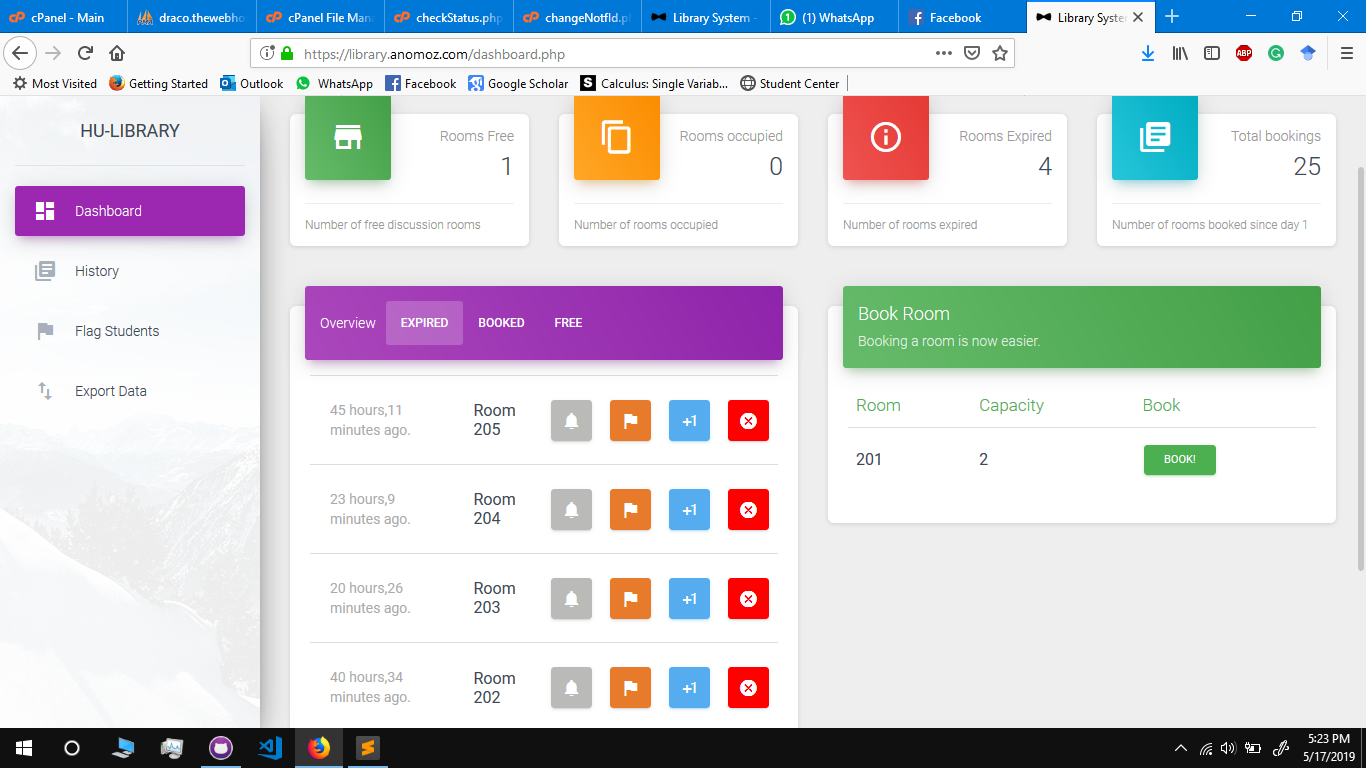 cPanel - Main
draco.thewebho
cPanel File Man
checkStatus.php
changeNotfId.p
Library System -
(1) WhatsApp
Facebook
Library Syste
https://library.anomoz.com/dashboard.php
ABP
Most Visited
Getting Started
Outlook
WhatsApp
Facebook
Google Scholar
Calculus: Single Variab...
Student Center
HU-LIBRARY
Dashboard
History
Flag Students
Export Data
Rooms Free
1
Number of free discussion rooms
Rooms occupied
0
Number of rooms occupied
Rooms Expired
4
Number of rooms expired
Total bookings
25
Number of rooms booked since day 1
Overview
EXPIRED
BOOKED
FREE
45 hours,11
minutes ago.
Room
205
+1
23 hours,9
minutes ago.
Room
204
+1
20 hours,26
minutes ago.
Room
203
+1
40 hours,34
minutes ago.
Room
202
+1
Book Room
Booking a room is now easier.
Room
Capacity
Book
201
2
BOOK!
5:23 PM
5/17/2019